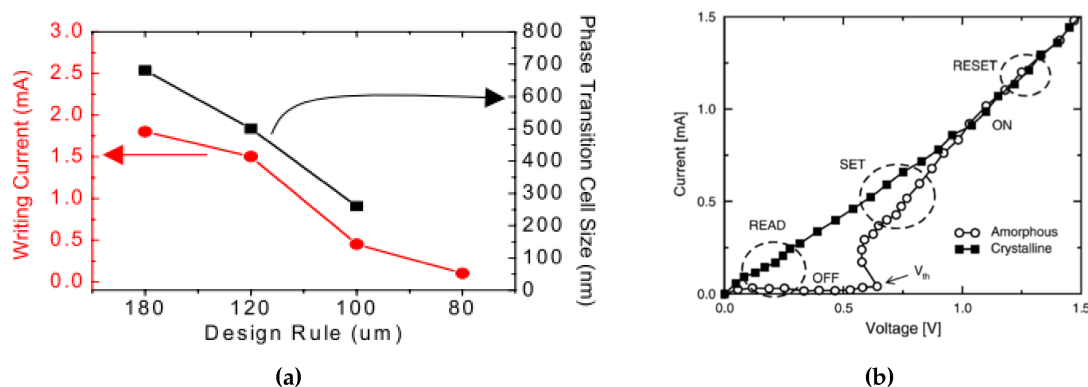 Writing Current (mA)
3.0
2.5
2.0
1.5
1.0
0.5
0.0
180
120
100
80
Design Rule (um)
800
700
600
500
400
300
200
100
0
Phase Transition Cell Size (nm)
(a)
Current [mA]
1.5
1.0
0.5
0.0
0.0
0.5
1.0
1.5
Voltage [V]
RESET
ON
SET
READ
OFF
Vth
Amorphous
Crystalline
(b)